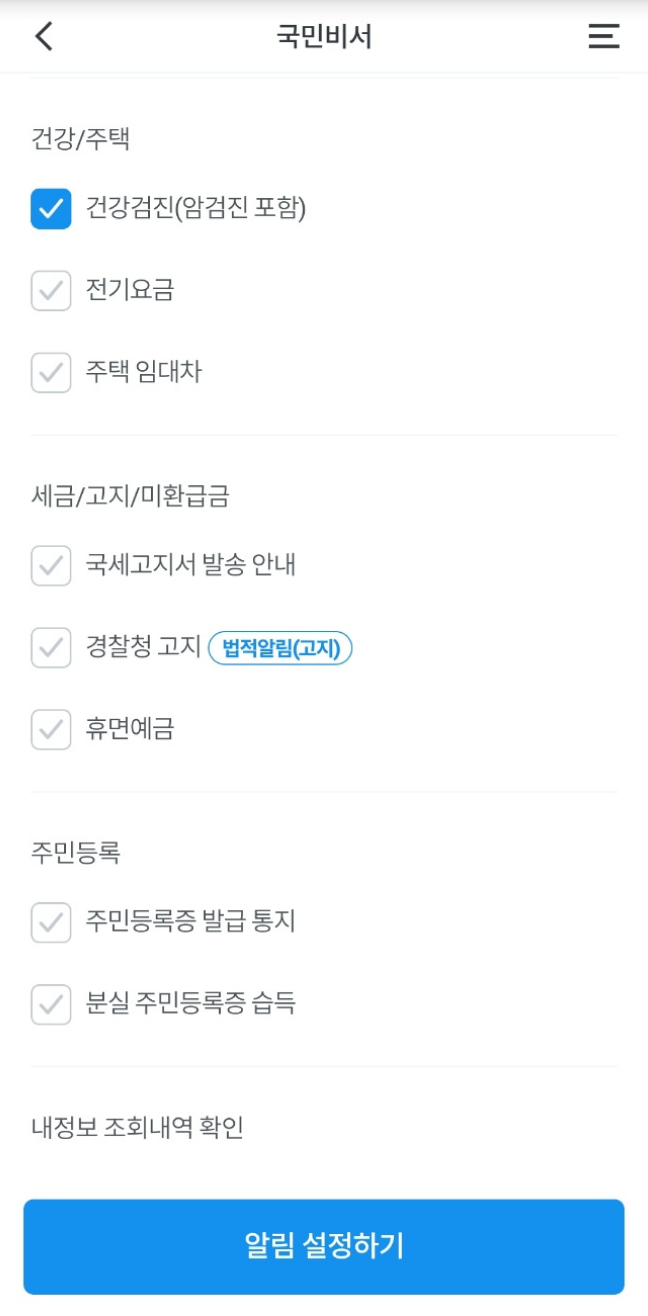 국민비서
건강/주택
건강검진(암검진 포함)
전기요금
주택 임대차
세금/고지/미환급금
국세고지서 발송 안내
경찰청 고지 법적알림(고지)
휴면예금
주민등록
주민등록증 발급 통지
분실 주민등록증 습득
내정보 조회내역 확인
알림 설정하기